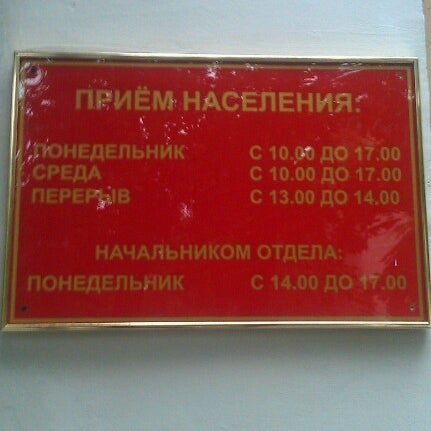 ПРИЁМ НАСЕЛЕНИЯ:
ПОНЕДЕЛЬНИК С 10.00 ДО 17.00
СРЕДА С 10.00 ДО 17.00
ПЕРЕРЫВ С 13.00 ДО 14.00
НАЧАЛЬНИКОМ ОТДЕЛА:
ПОНЕДЕЛЬНИК С 14.00 ДО 17.00